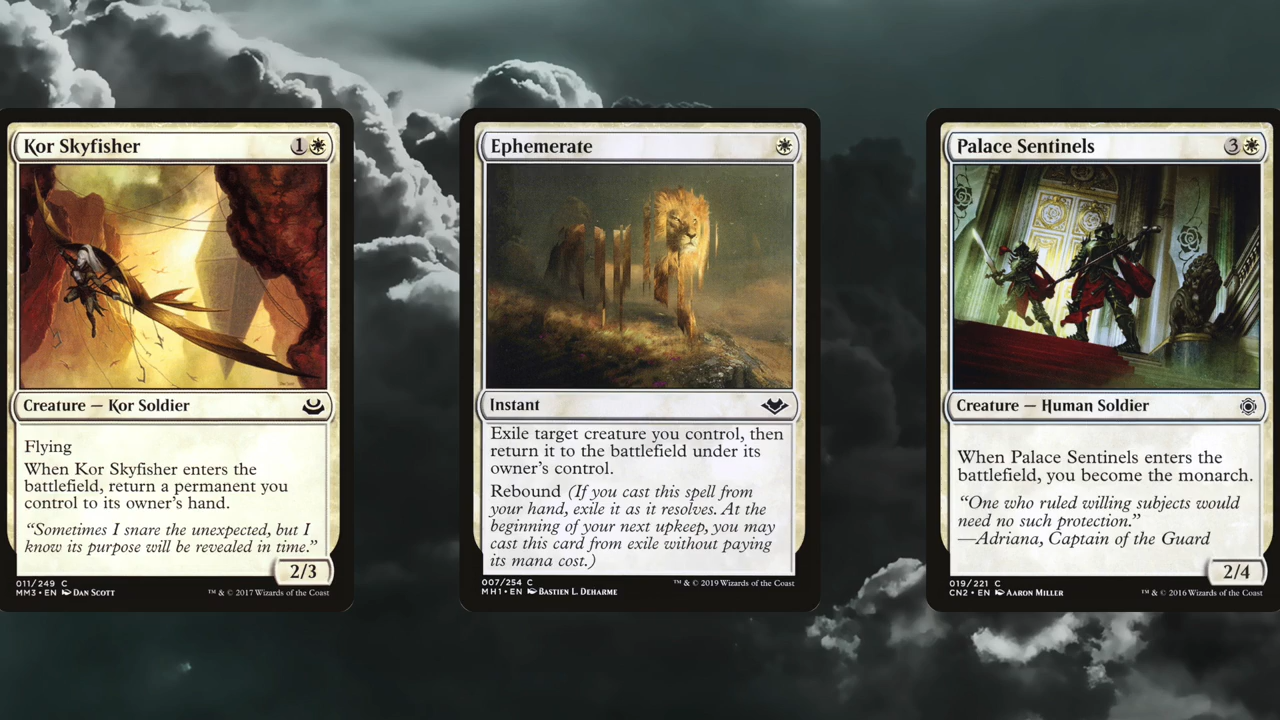 Kor Skyfisher 1
Creature — Kor Soldier
Flying
When Kor Skyfisher enters the
battlefield, return a permanent you
control to its owner's hand.
“Sometimes I snare the unexpected, but I
know its purpose will be revealed in time.”
2/3
011/249 C
MM3 • EN Dan Scott
™ & © 2017 Wizards of the Coast
Ephemerate
Instant
Exile target creature you control, then
return it to the battlefield under its
owner's control.
Rebound (If you cast this spell from
your hand, exile it as it resolves. At the
beginning of your next upkeep, you may
cast this card from exile without paying
its mana cost.)
007/254 C
MH1 • EN Bastien L. Deharme
™ & © 2019 Wizards of the Coast
Palace Sentinels 3
Creature — Human Soldier
When Palace Sentinels enters the
battlefield, you become the monarch.
“One who ruled willing subjects would
need no such protection.”
—Adriana, Captain of the Guard
2/4
019/221 C
CN2 • EN Aaron Miller
™ & © 2016 Wizards of the Coast